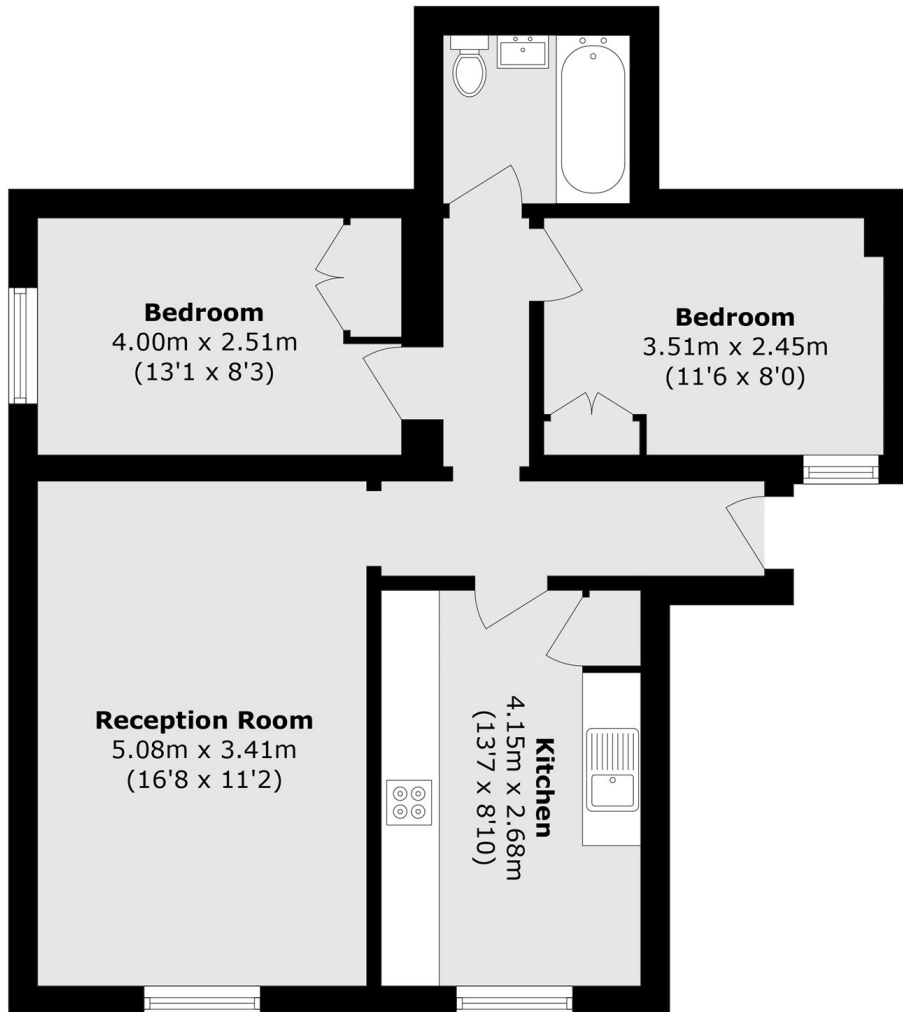 Bedroom
4.00m x 2.51m
(13'1 x 8'3)
Bedroom
3.51m x 2.45m
(11'6 x 8'0)
Reception Room
5.08m x 3.41m
(16'8 x 11'2)
Kitchen
4.15m x 2.68m
(13'7 x 8'10)